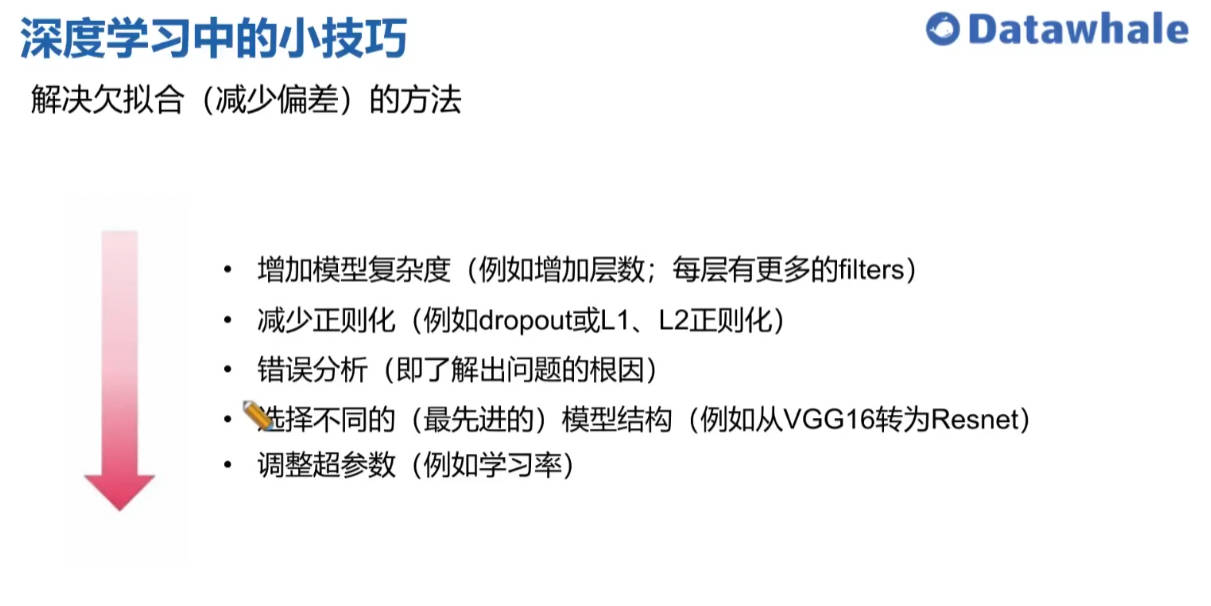 深度学习中的小技巧
Datawhale
解决欠拟合（减少偏差）的方法
• 增加模型复杂度（例如增加层数；每层有更多的filters）
• 减少正则化（例如dropout或L1、L2正则化）
• 错误分析（即了解出问题的根因）
• 选择不同的（最先进的）模型结构（例如从VGG16转为Resnet）
• 调整超参数（例如学习率）